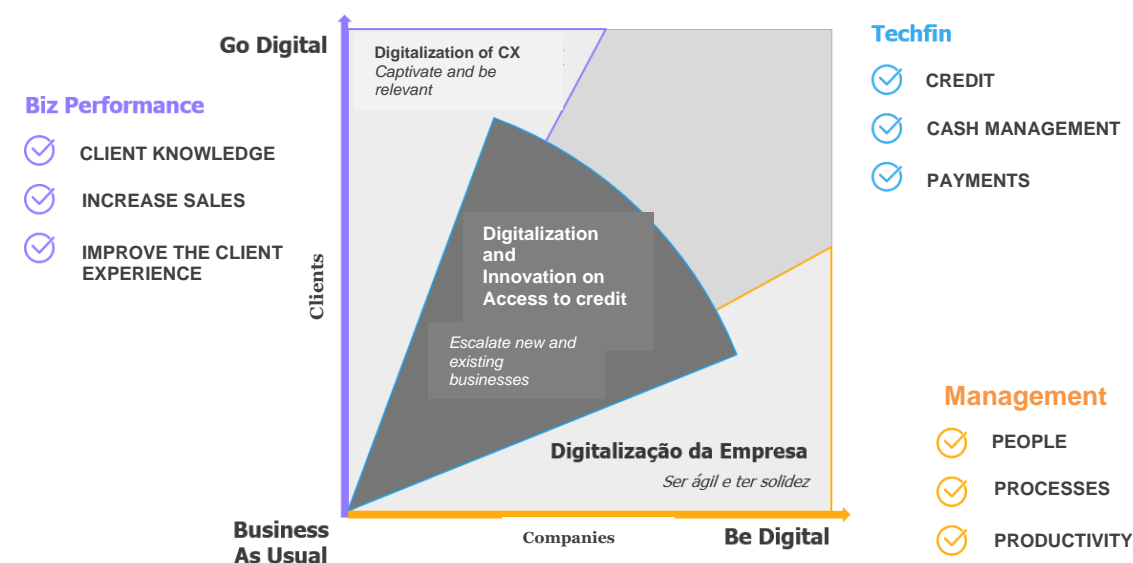 Go Digital
Digitalization of CX
Captivate and be
relevant
Techfin
CREDIT
CASH MANAGEMENT
PAYMENTS
Biz Performance
CLIENT KNOWLEDGE
INCREASE SALES
IMPROVE THE CLIENT
EXPERIENCE
Clients
Digitalization
and
Innovation on
Access to credit
Escalate new and
existing
businesses
Management
PEOPLE
PROCESSES
PRODUCTIVITY
Digitalização da Empresa
Ser ágil e ter solidez
Business
As Usual
Companies
Be Digital